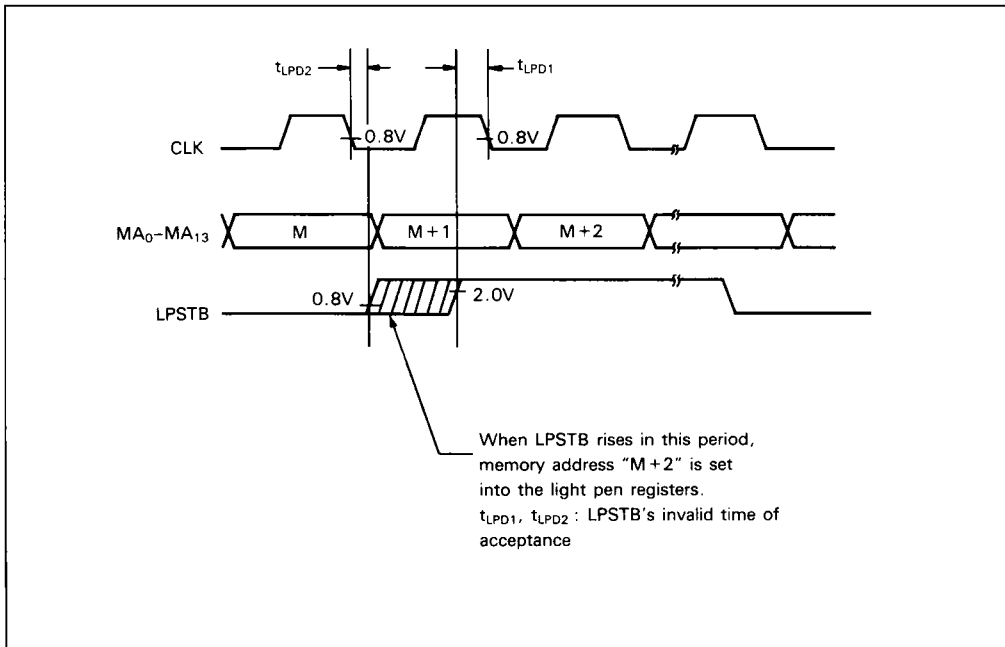 tLPD2
tLPD1
0.8V
0.8V
CLK
MA0–MA13
M
M+1
M+2
0.8V
2.0V
LPSTB
When LPSTB rises in this period,
memory address "M+2" is set
into the light pen registers.
tLPD1, tLPD2 : LPSTB's invalid time of
acceptance